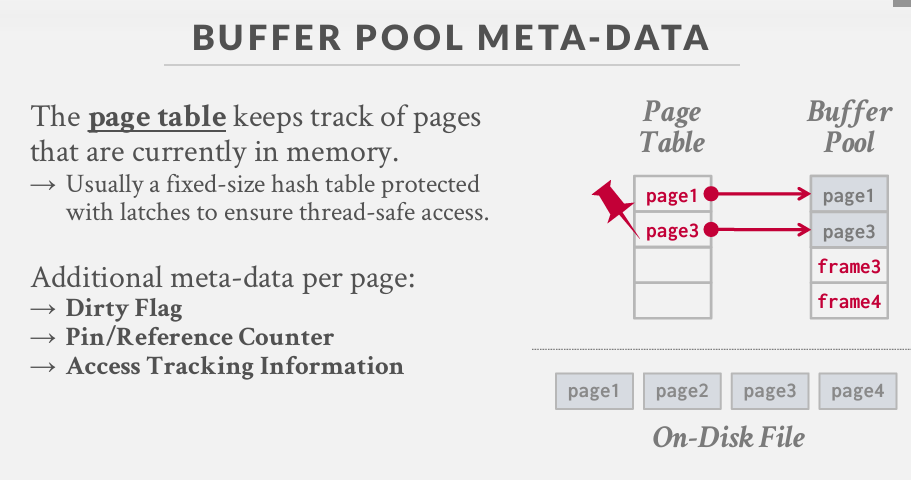 BUFFER POOL META-DATA
The page table keeps track of pages
that are currently in memory.
→ Usually a fixed-size hash table protected
with latches to ensure thread-safe access.
Additional meta-data per page:
→ Dirty Flag
→ Pin/Reference Counter
→ Access Tracking Information
Page
Table
page1
page3
Buffer
Pool
page1
page3
frame3
frame4
page1 page2 page3 page4
On-Disk File